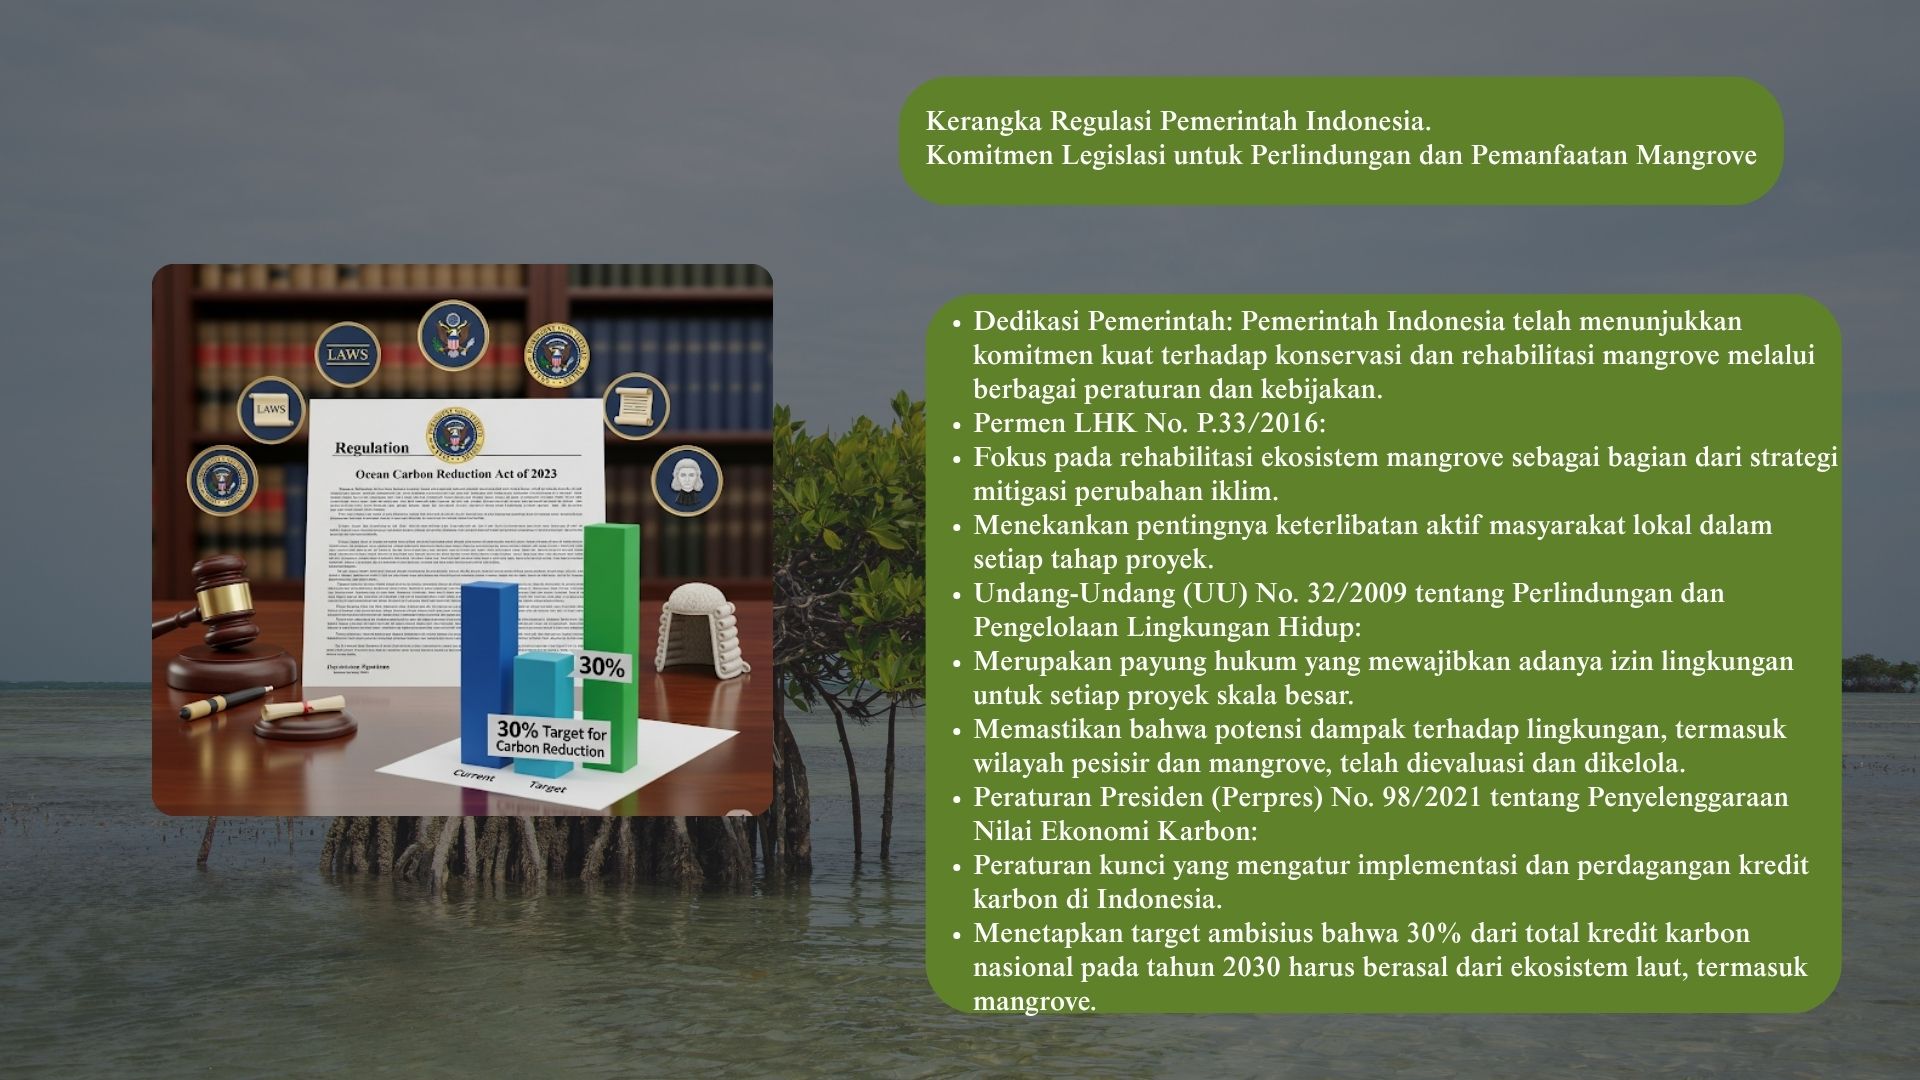 Kerangka Regulasi Pemerintah Indonesia.
Komitmen Legislasi untuk Perlindungan dan Pemanfaatan Mangrove
LAWS
LAWS
Regulation
Ocean Carbon Reduction Act of 2023
30%
30% Target for
Carbon Reduction
Current
Target
• Dedikasi Pemerintah: Pemerintah Indonesia telah menunjukkan
komitmen kuat terhadap konservasi dan rehabilitasi mangrove melalui
berbagai peraturan dan kebijakan.
• Permen LHK No. P.33/2016:
• Fokus pada rehabilitasi ekosistem mangrove sebagai bagian dari strategi
mitigasi perubahan iklim.
• Menekankan pentingnya keterlibatan aktif masyarakat lokal dalam
setiap tahap proyek.
• Undang-Undang (UU) No. 32/2009 tentang Perlindungan dan
Pengelolaan Lingkungan Hidup:
• Merupakan payung hukum yang mewajibkan adanya izin lingkungan
untuk setiap proyek skala besar.
• Memastikan bahwa potensi dampak terhadap lingkungan, termasuk
wilayah pesisir dan mangrove, telah dievaluasi dan dikelola.
• Peraturan Presiden (Perpres) No. 98/2021 tentang Penyelenggaraan
Nilai Ekonomi Karbon:
• Peraturan kunci yang mengatur implementasi dan perdagangan kredit
karbon di Indonesia.
• Menetapkan target ambisius bahwa 30% dari total kredit karbon
nasional pada tahun 2030 harus berasal dari ekosistem laut, termasuk
mangrove.